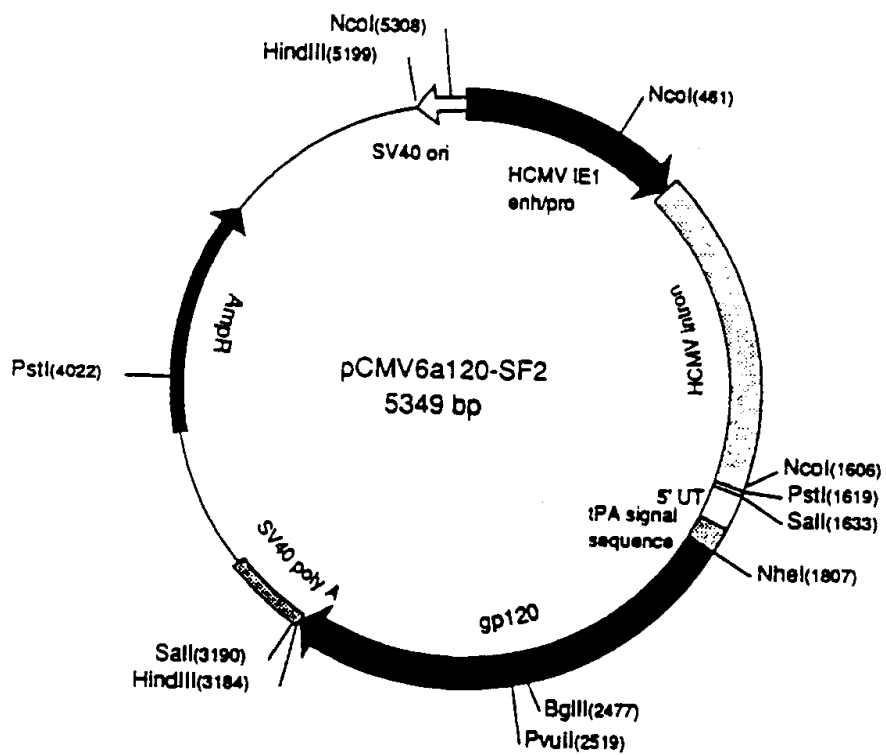 NcoI(5308)
HindIII(5199)
NcoI(461)
SV40 ori
HCMV IE1
enh/pro
HCMV intron
AmpR
PstI(4022)
pCMV6a120-SF2
5349 bp
NcoI(1606)
PstI(1619)
SalI(1633)
5' UT
tPA signal
sequence
NheI(1807)
SV40 poly A
gp120
SalI(3190)
HindIII(3184)
BglII(2477)
PvuII(2519)